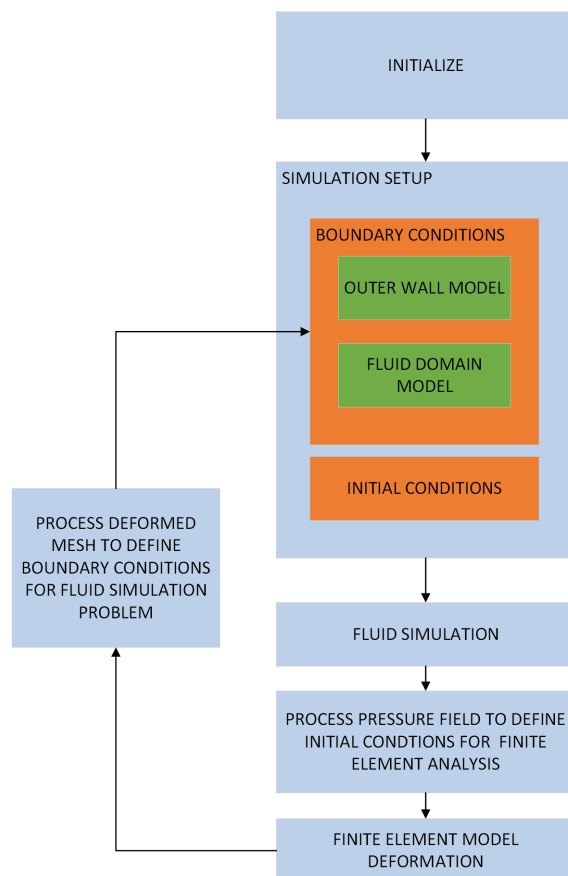 INITIALIZE
SIMULATION SETUP
BOUNDARY CONDITIONS
OUTER WALL MODEL
FLUID DOMAIN
MODEL
INITIAL CONDITIONS
PROCESS DEFORMED
MESH TO DEFINE
BOUNDARY CONDITIONS
FOR FLUID SIMULATION
PROBLEM
FLUID SIMULATION
PROCESS PRESSURE FIELD TO DEFINE
INITIAL CONDTIONS FOR FINITE
ELEMENT ANALYSIS
FINITE ELEMENT MODEL
DEFORMATION